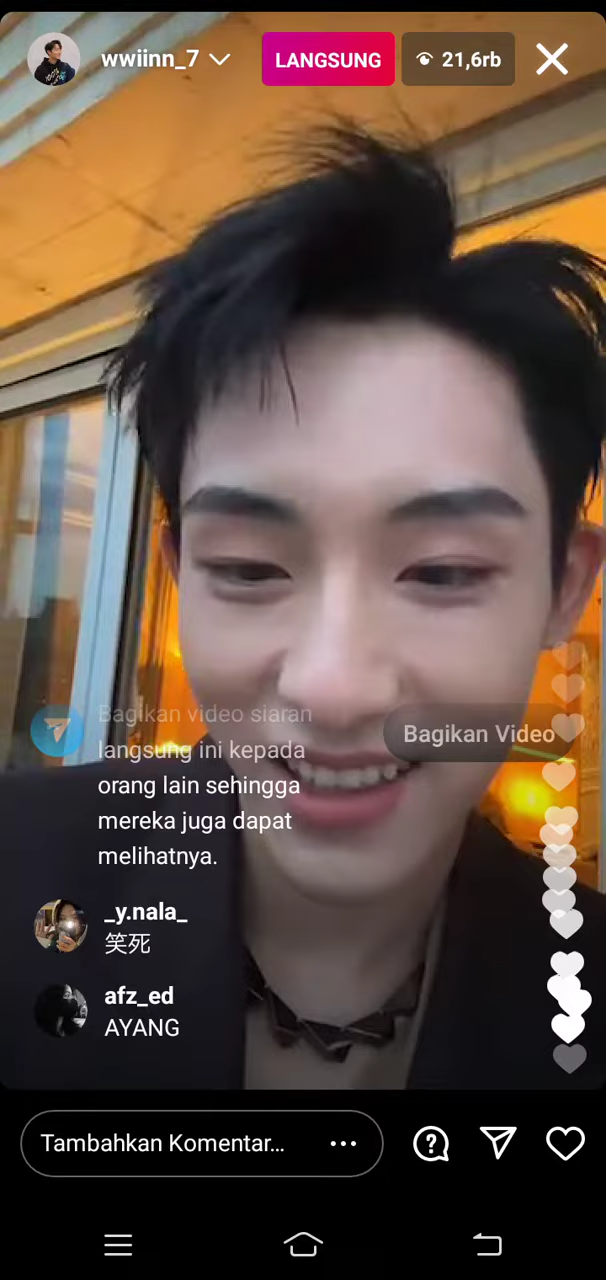 wwiinn_7
LANGSUNG
21,6rb
Bagikan video siaran
langsung ini kepada
orang lain sehingga
mereka juga dapat
melihatnya.
Bagikan Video
_y.nala_
笑死
afz_ed
AYANG
Tambahkan Komentar...